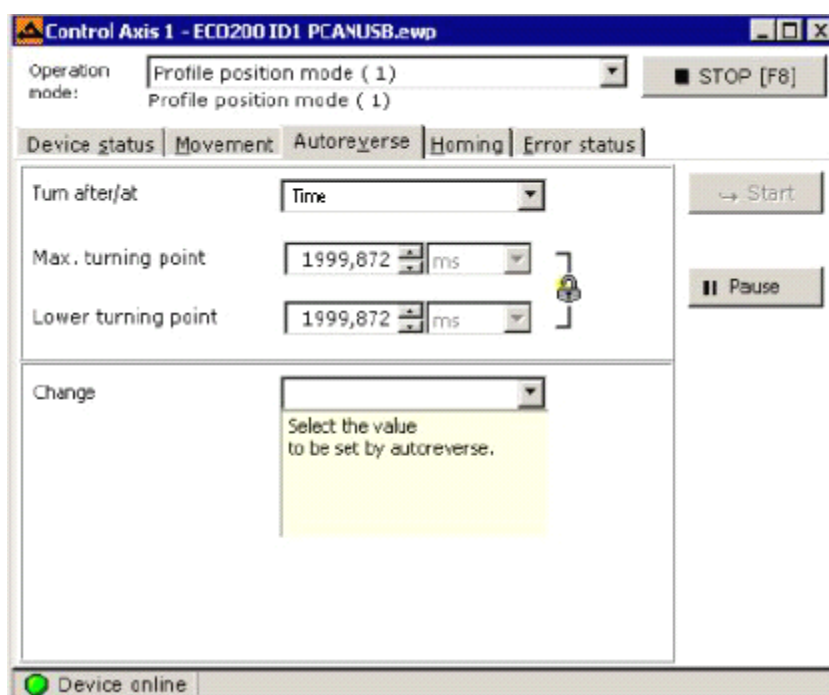 Control Axis 1 - ECO200 ID1 PCANUSB.ewp
Operation mode:
Profile position mode ( 1)
STOP [F8]
Profile position mode ( 1)
Device status Movement Autoreverse Homing Error status
Turn after/at Time
Start
Max. turning point 1999,872 ms
Pause
Lower turning point 1999,872 ms
Change
Select the value
to be set by autoreverse.
Device online